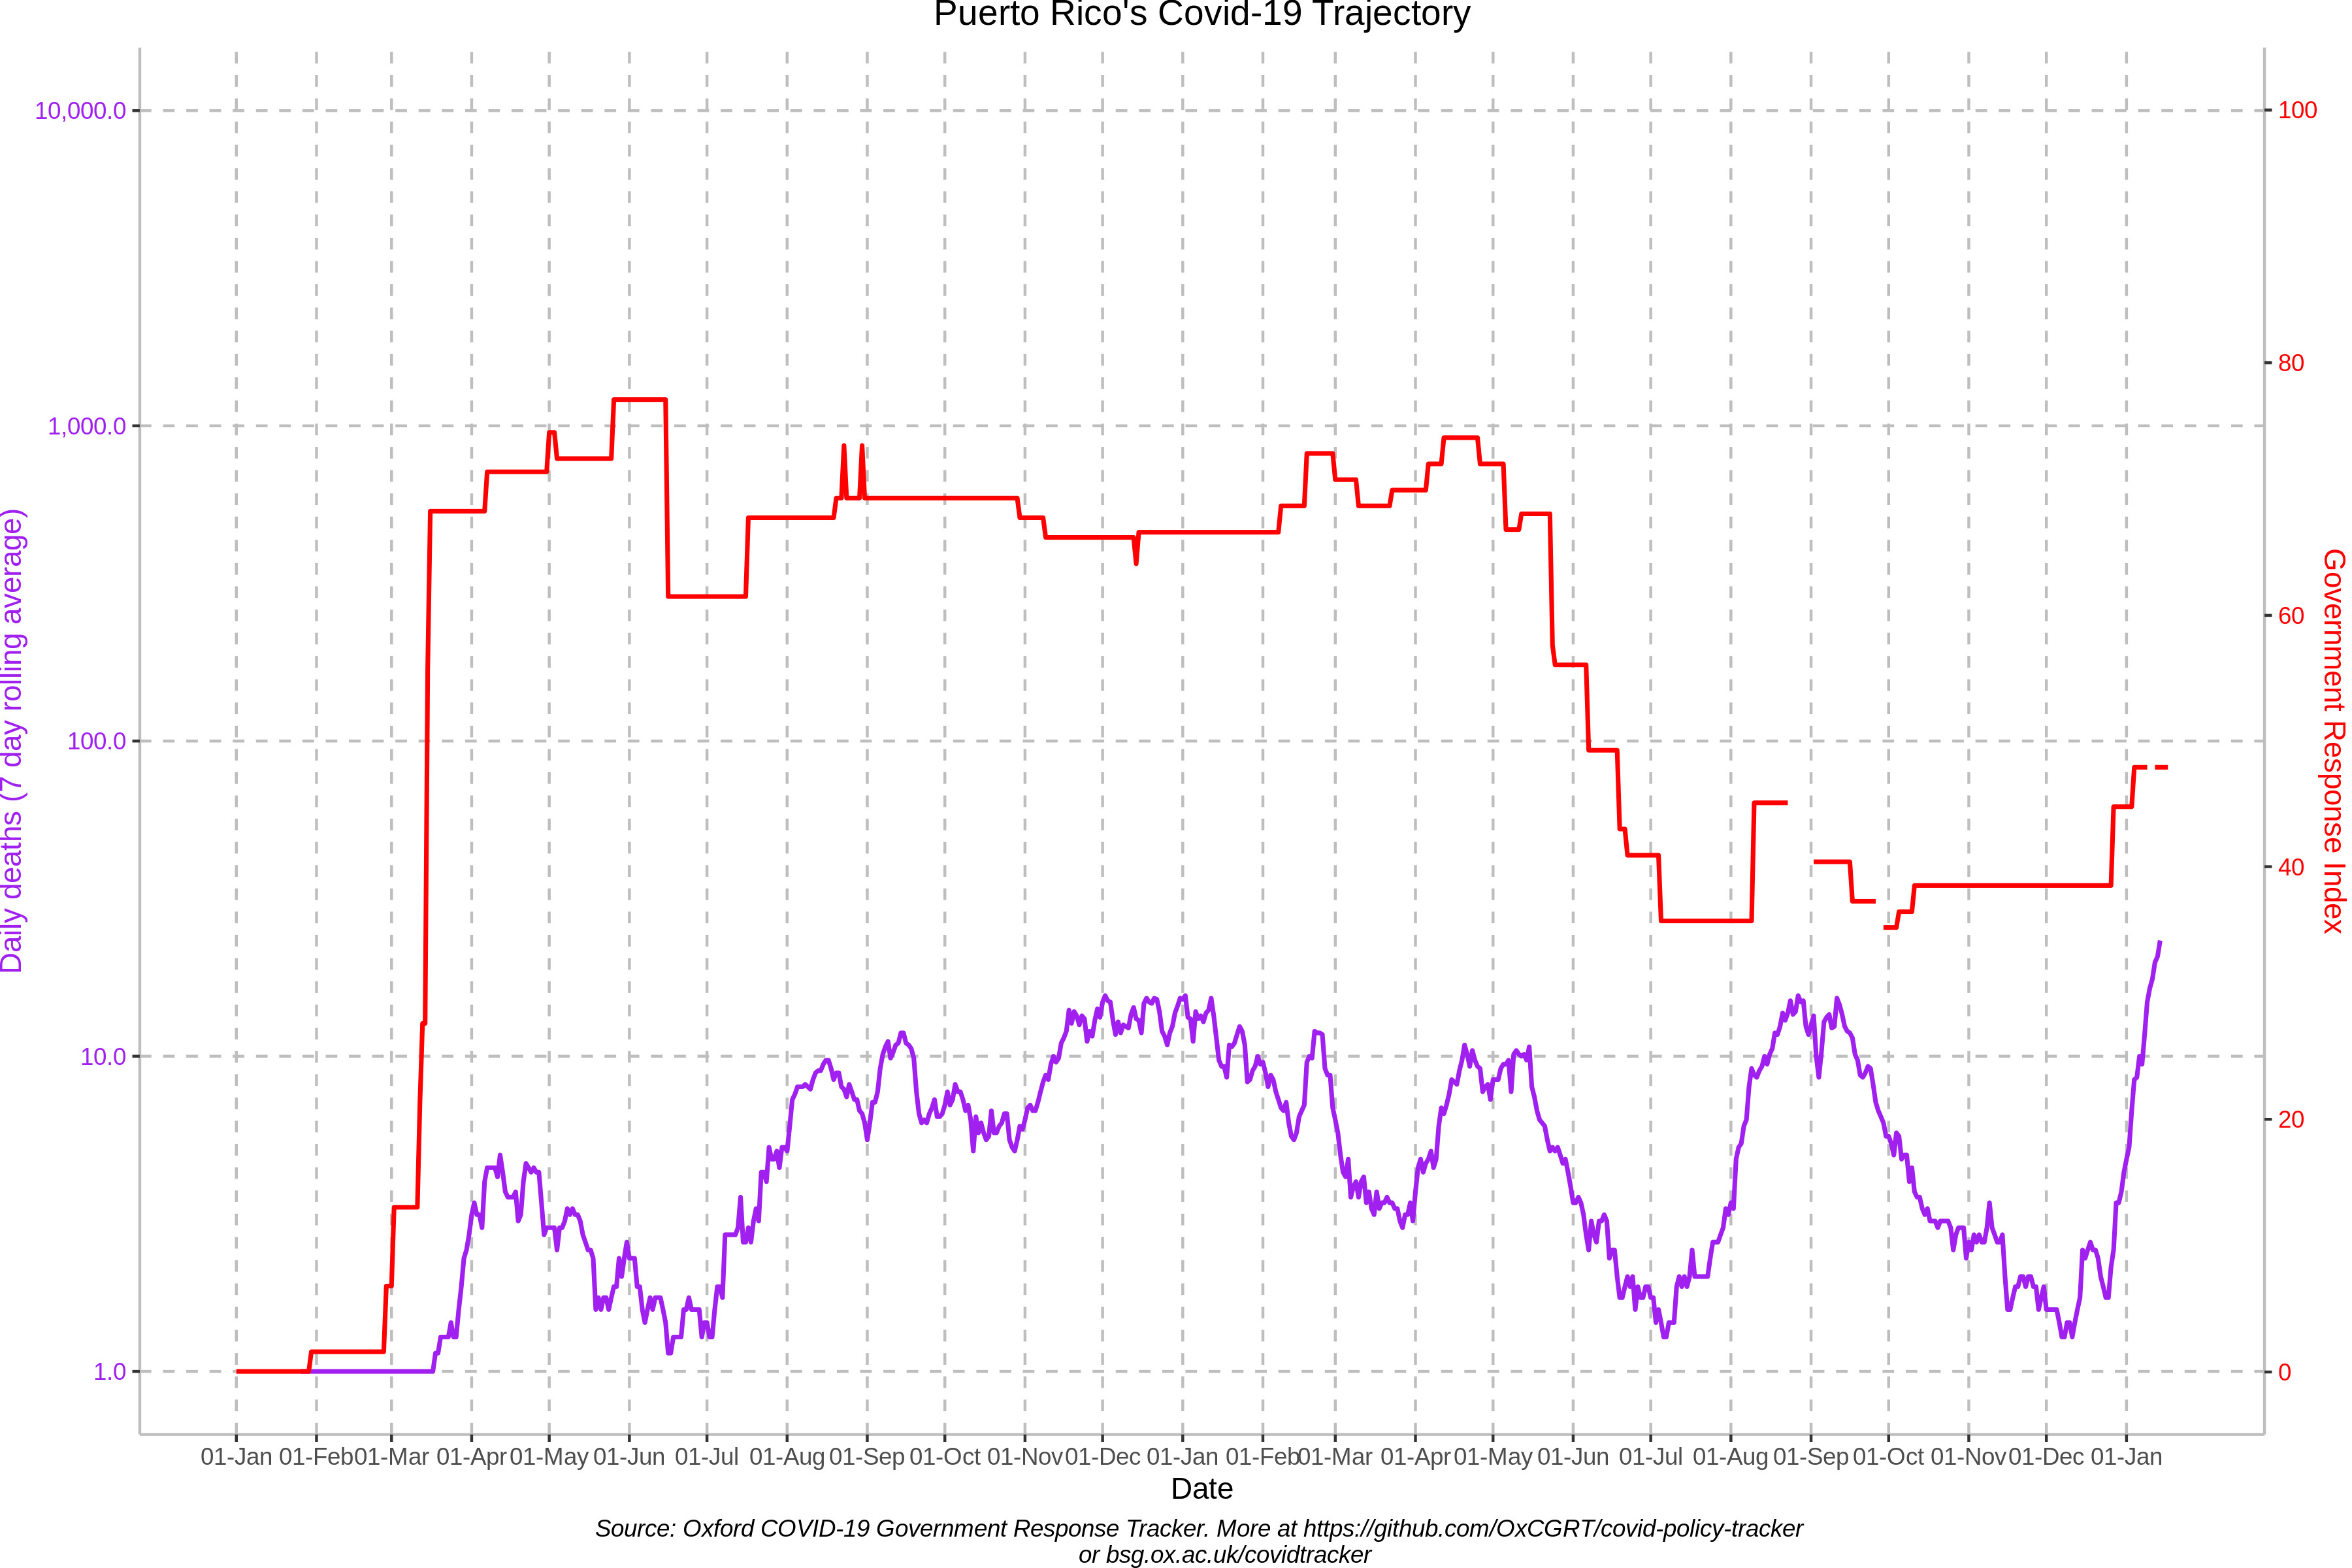 Puerto Rico's Covid-19 Trajectory
10,000.0
1,000.0
100.0
10.0
1.0
Daily deaths (7 day rolling average)
100
80
60
40
20
0
Government Response Index
01-Jan 01-Feb 01-Mar 01-Apr 01-May 01-Jun 01-Jul 01-Aug 01-Sep 01-Oct 01-Nov 01-Dec 01-Jan 01-Feb 01-Mar 01-Apr 01-May 01-Jun 01-Jul 01-Aug 01-Sep 01-Oct 01-Nov 01-Dec 01-Jan
Date
Source: Oxford COVID-19 Government Response Tracker. More at https://github.com/OxCGRT/covid-policy-tracker
or bsg.ox.ac.uk/covidtracker